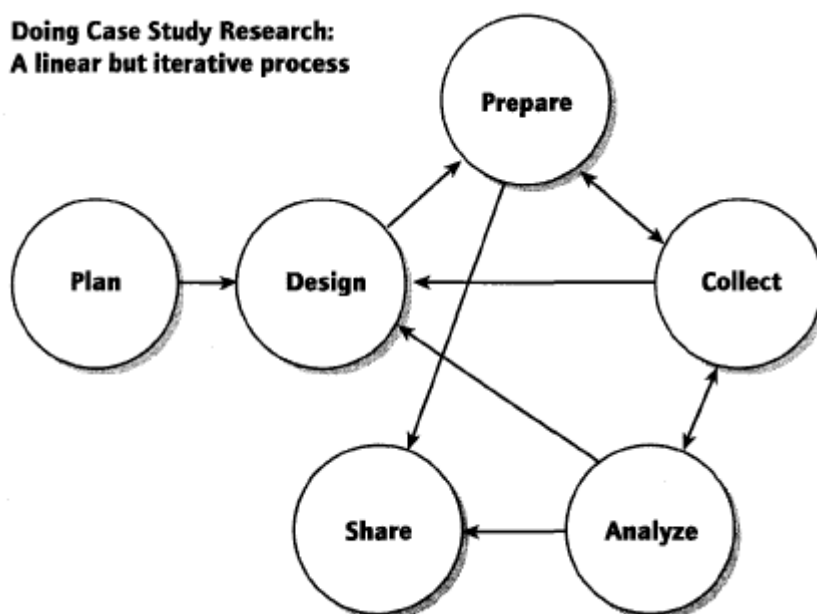 Doing Case Study Research:
A linear but iterative process
Prepare
Plan
Design
Collect
Share
Analyze